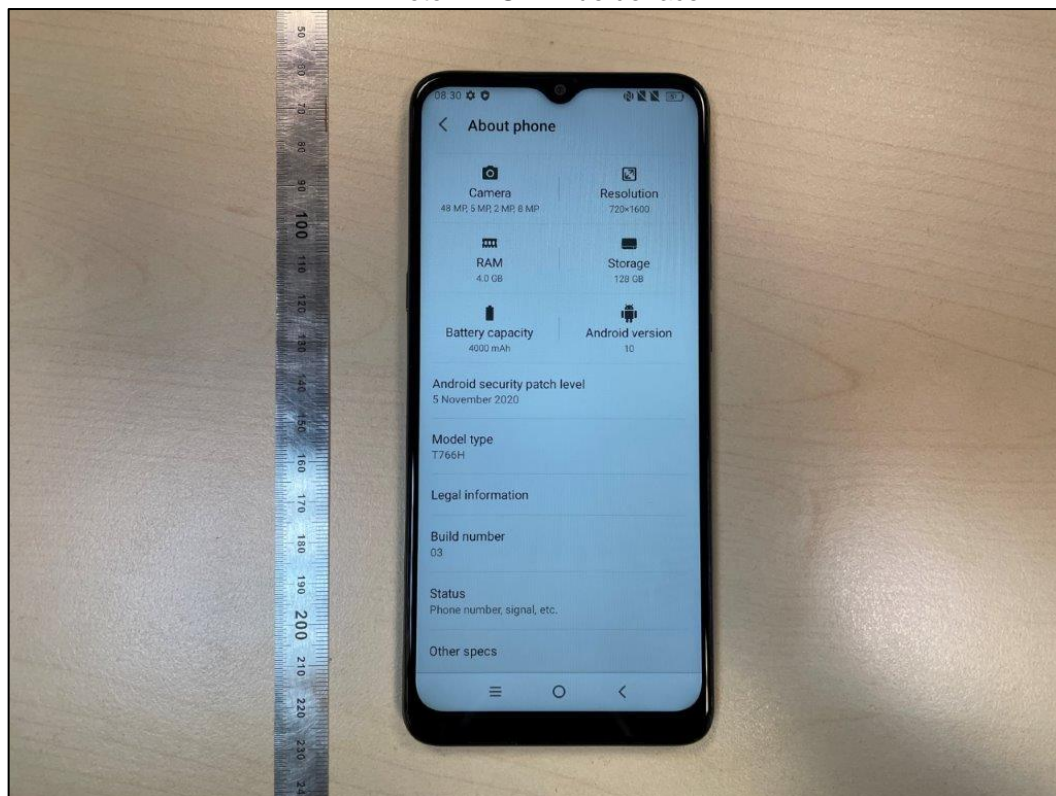 08:30
About phone
Camera
48 MP, 5 MP, 2 MP, 8 MP
Resolution
720×1600
RAM
4.0 GB
Storage
128 GB
Battery capacity
4000 mAh
Android version
10
Android security patch level
5 November 2020
Model type
T766H
Legal information
Build number
03
Status
Phone number, signal, etc.
Other specs
50
60
70
80
90
100
110
120
130
140
150
160
170
180
190
200
210
220
230